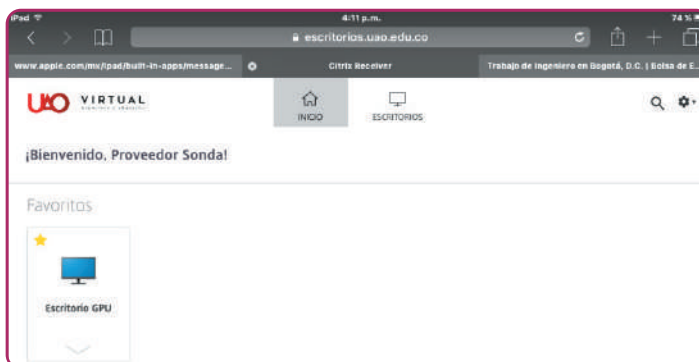 iPad
4:11 p.m.
74 %
escritorios.uao.edu.co
www.apple.com/mx/ipad/built-in-apps/message...
Citrix Receiver
Trabajo de Ingeniero en Bogotá, D.C. | Bolsa de E...
UAO VIRTUAL
INICIO
ESCRITORIOS
¡Bienvenido, Proveedor Sonda!
Favoritos
Escritorio GPU